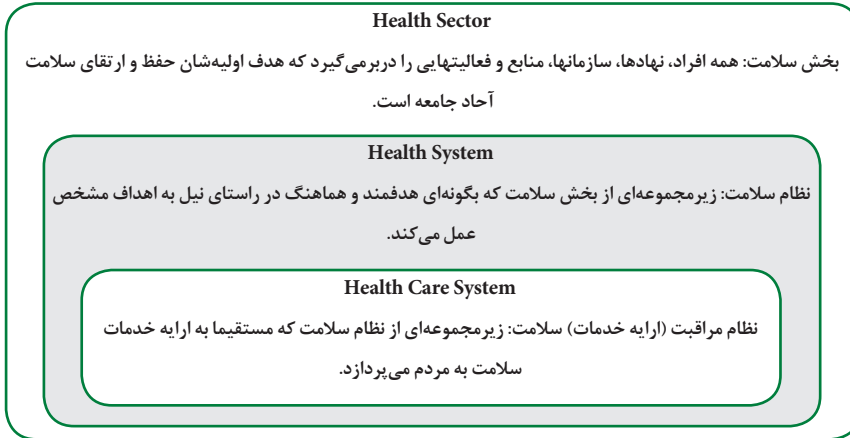 Health Sector
بخش سلامت: همه افراد، نهادها، سازمانها، منابع و فعالیتهایی را دربرمی‌گیرد که هدف اولیه‌شان حفظ و ارتقای سلامت
آحاد جامعه است.
Health System
نظام سلامت: زیرمجموعه‌ای از بخش سلامت که بگونه‌ای هدفمند و هماهنگ در راستای نیل به اهداف مشخص
عمل می‌کند.
Health Care System
نظام مراقبت (ارایه خدمات) سلامت: زیرمجموعه‌ای از نظام سلامت که مستقیما به ارایه خدمات
سلامت به مردم می‌پردازد.